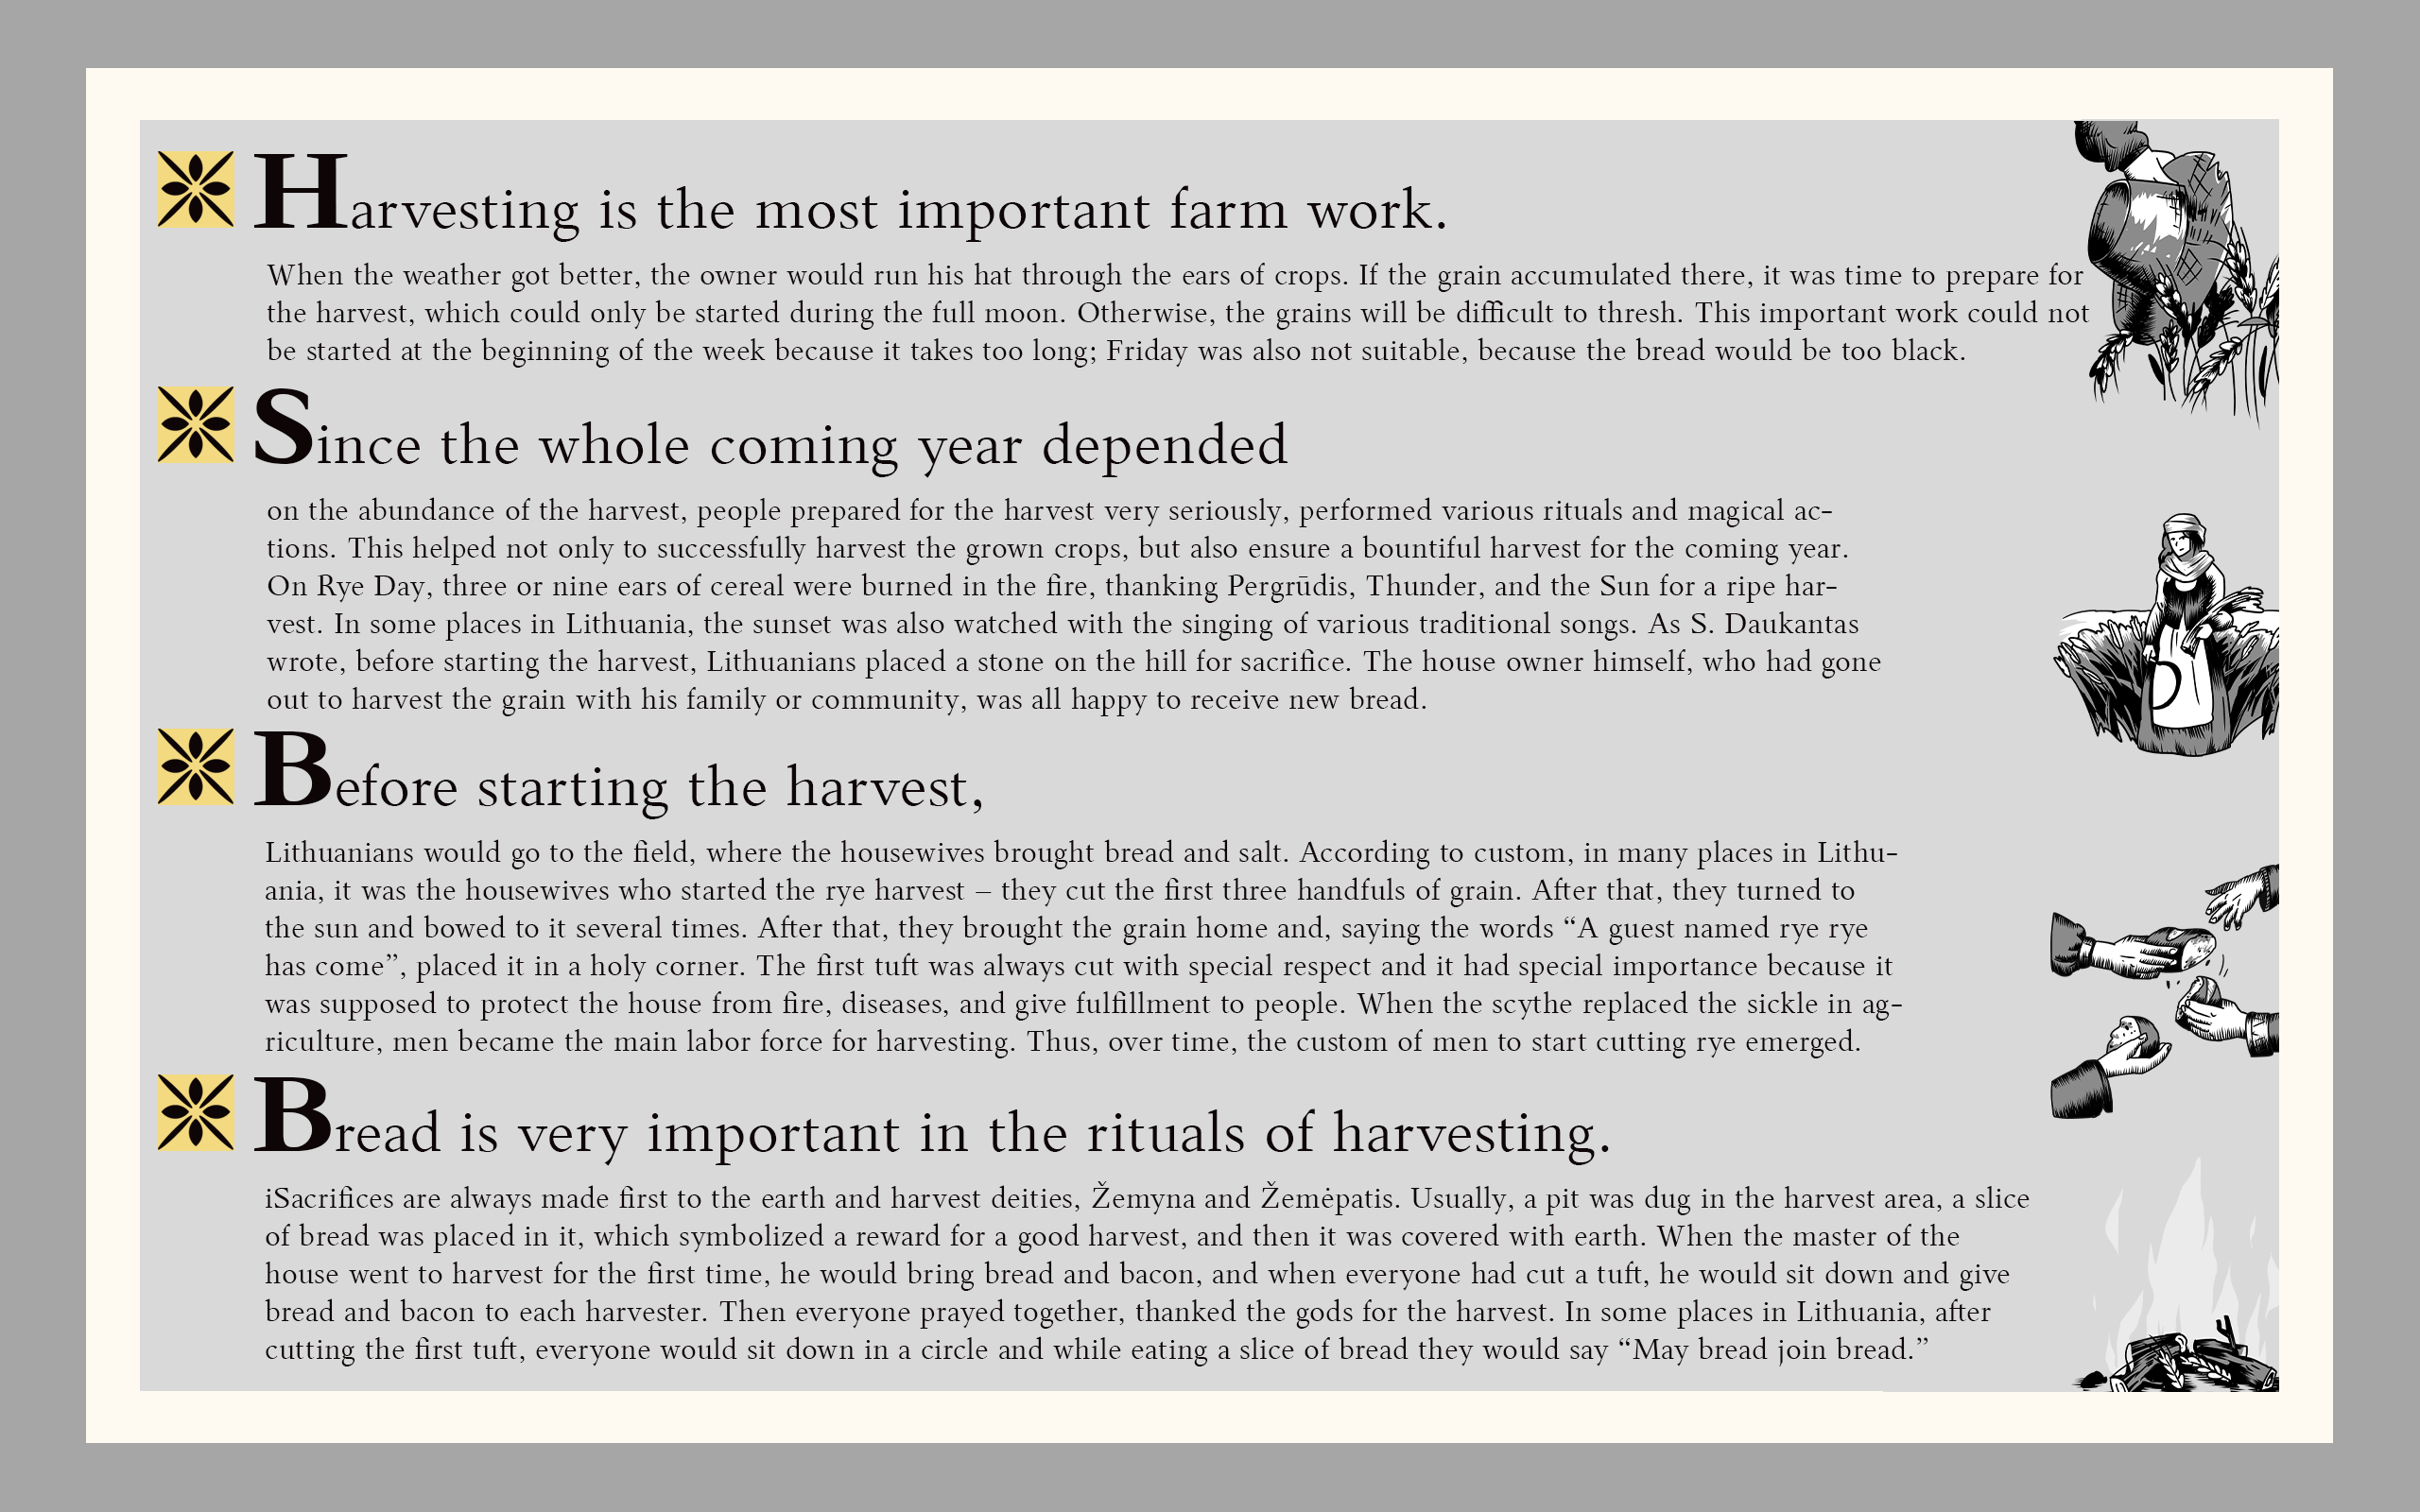 Harvesting is the most important farm work.
When the weather got better, the owner would run his hat through the ears of crops. If the grain accumulated there, it was time to prepare for
the harvest, which could only be started during the full moon. Otherwise, the grains will be difficult to thresh. This important work could not
be started at the beginning of the week because it takes too long; Friday was also not suitable, because the bread would be too black.
Since the whole coming year depended
on the abundance of the harvest, people prepared for the harvest very seriously, performed various rituals and magical ac-
tions. This helped not only to successfully harvest the grown crops, but also ensure a bountiful harvest for the coming year.
On Rye Day, three or nine ears of cereal were burned in the fire, thanking Pergrūdis, Thunder, and the Sun for a ripe har-
vest. In some places in Lithuania, the sunset was also watched with the singing of various traditional songs. As S. Daukantas
wrote, before starting the harvest, Lithuanians placed a stone on the hill for sacrifice. The house owner himself, who had gone
out to harvest the grain with his family or community, was all happy to receive new bread.
Before starting the harvest,
Lithuanians would go to the field, where the housewives brought bread and salt. According to custom, in many places in Lithu-
ania, it was the housewives who started the rye harvest – they cut the first three handfuls of grain. After that, they turned to
the sun and bowed to it several times. After that, they brought the grain home and, saying the words “A guest named rye rye
has come”, placed it in a holy corner. The first tuft was always cut with special respect and it had special importance because it
was supposed to protect the house from fire, diseases, and give fulfillment to people. When the scythe replaced the sickle in ag-
riculture, men became the main labor force for harvesting. Thus, over time, the custom of men to start cutting rye emerged.
Bread is very important in the rituals of harvesting.
iSacrifices are always made first to the earth and harvest deities, Žemyna and Žemėpatis. Usually, a pit was dug in the harvest area, a slice
of bread was placed in it, which symbolized a reward for a good harvest, and then it was covered with earth. When the master of the
house went to harvest for the first time, he would bring bread and bacon, and when everyone had cut a tuft, he would sit down and give
bread and bacon to each harvester. Then everyone prayed together, thanked the gods for the harvest. In some places in Lithuania, after
cutting the first tuft, everyone would sit down in a circle and while eating a slice of bread they would say “May bread join bread.”